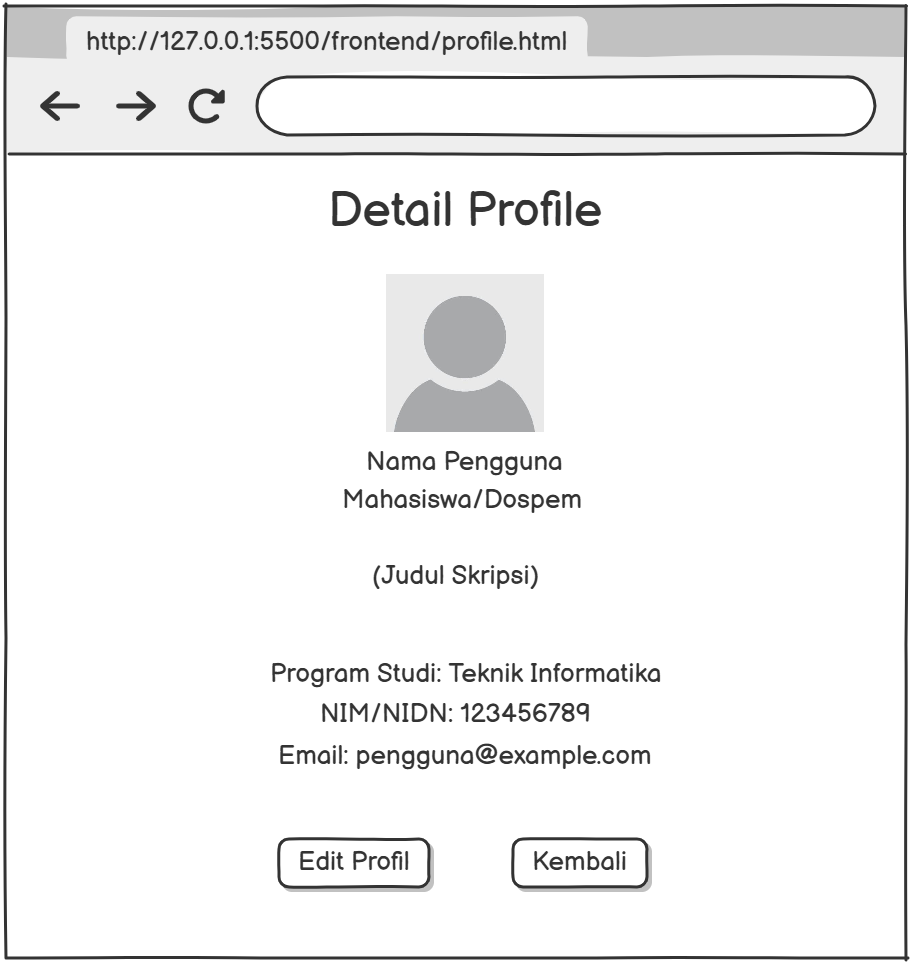 http://127.0.0.1:5500/frontend/profile.html
Detail Profile
Nama Pengguna
Mahasiswa/Dospem
(Judul Skripsi)
Program Studi: Teknik Informatika
NIM/NIDN: 123456789
Email: pengguna@example.com
Edit Profil
Kembali